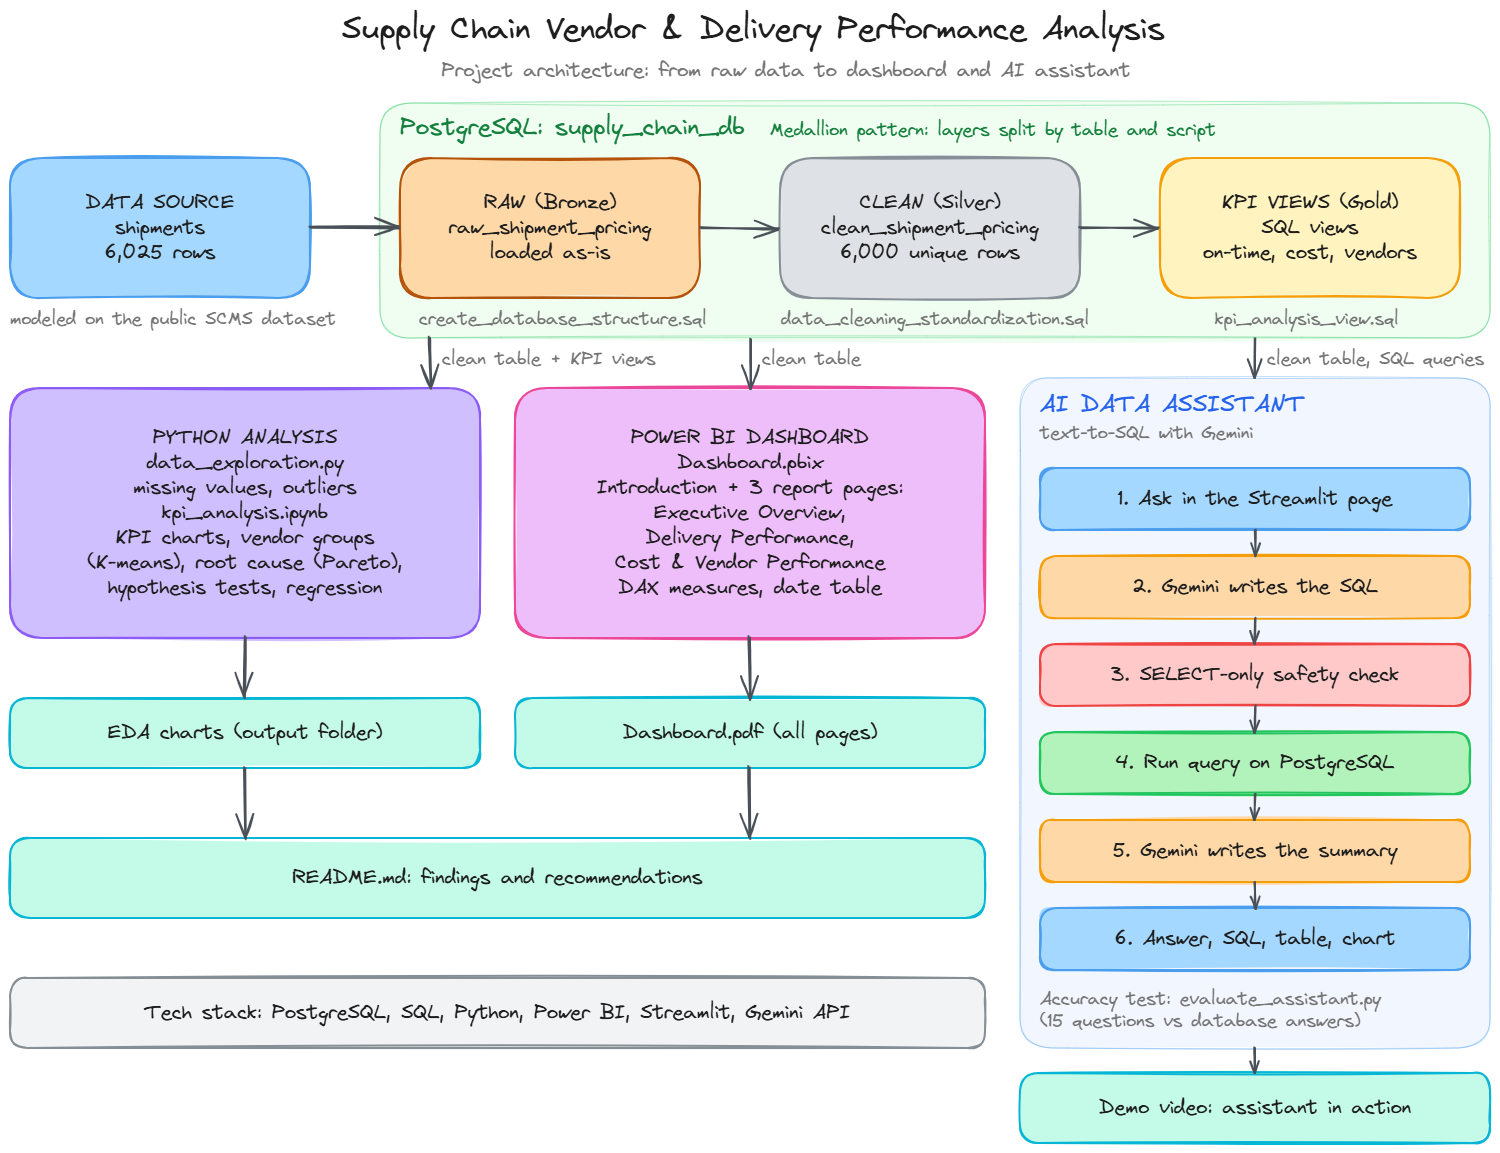 Supply Chain Vendor & Delivery Performance Analysis
Project architecture: from raw data to dashboard and AI assistant
PostgreSQL: supply_chain_db
Medallion pattern: layers split by table and script
DATA SOURCE
shipments
6,025 rows
RAW (Bronze)
raw_shipment_pricing
loaded as-is
CLEAN (Silver)
clean_shipment_pricing
6,000 unique rows
KPI VIEWS (Gold)
SQL views
on-time, cost, vendors
modeled on the public SCMS dataset
create_database_structure.sql
data_cleaning_standardization.sql
kpi_analysis_view.sql
clean table + KPI views
clean table
clean table, SQL queries
PYTHON ANALYSIS
data_exploration.py
missing values, outliers
kpi_analysis.ipynb
KPI charts, vendor groups
(K-means), root cause (Pareto),
hypothesis tests, regression
POWER BI DASHBOARD
Dashboard.pbix
Introduction + 3 report pages:
Executive Overview,
Delivery Performance,
Cost & Vendor Performance
DAX measures, date table
EDA charts (output folder)
Dashboard.pdf (all pages)
README.md: findings and recommendations
Tech stack: PostgreSQL, SQL, Python, Power BI, Streamlit, Gemini API
AI DATA ASSISTANT
text-to-SQL with Gemini
1. Ask in the Streamlit page
2. Gemini writes the SQL
3. SELECT-only safety check
4. Run query on PostgreSQL
5. Gemini writes the summary
6. Answer, SQL, table, chart
Accuracy test: evaluate_assistant.py
(15 questions vs database answers)
Demo video: assistant in action